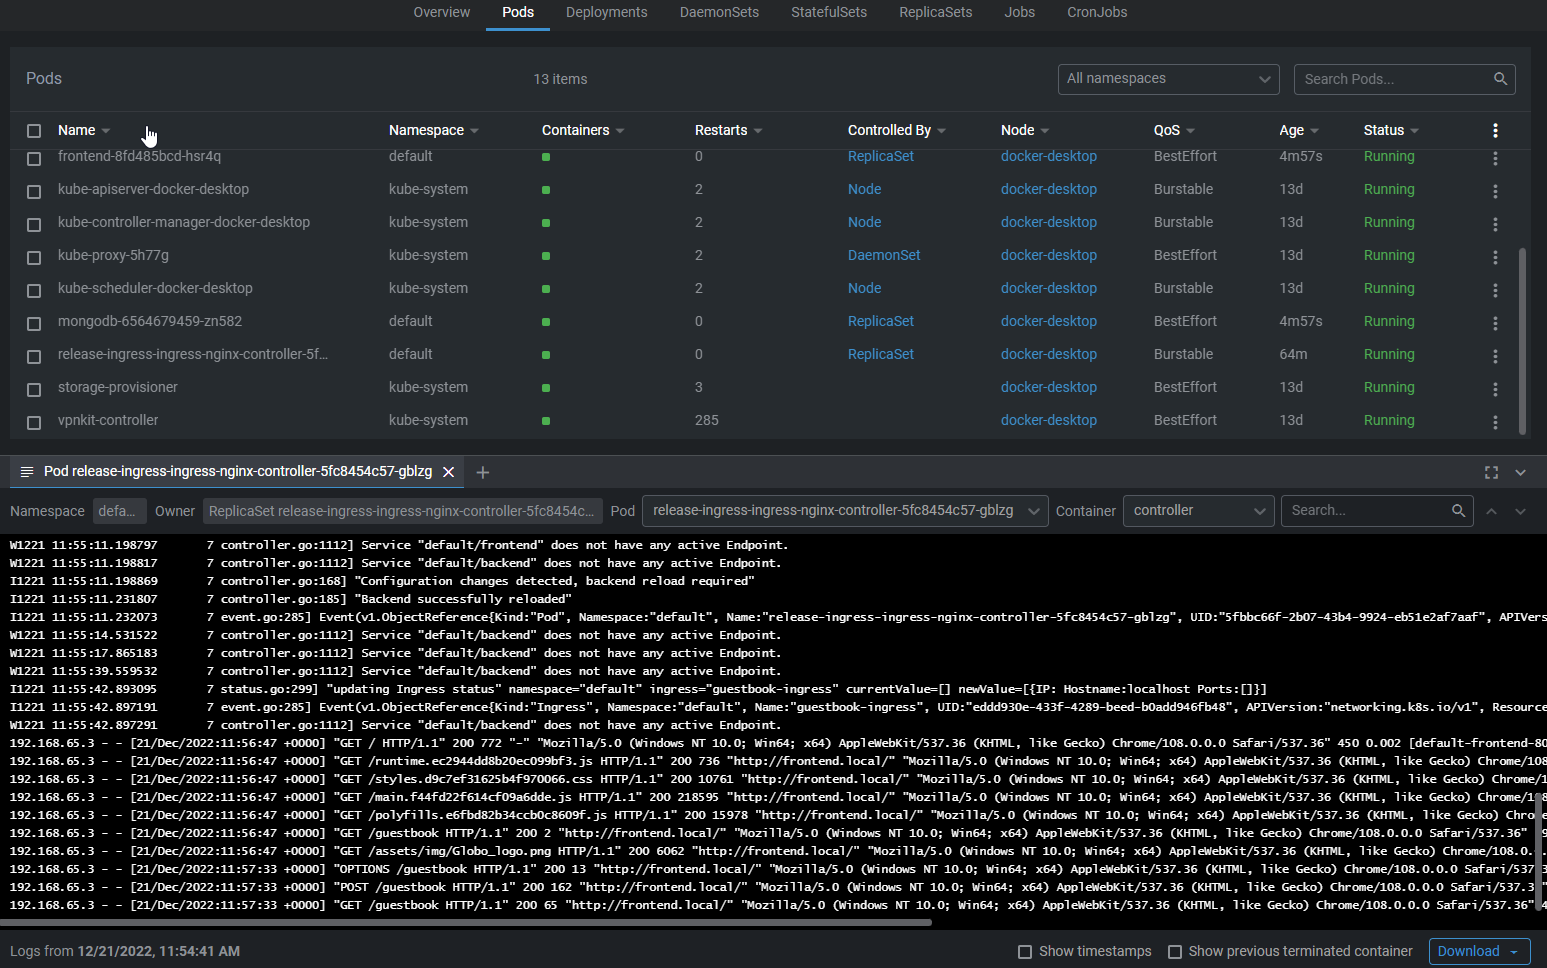 Overview Pods Deployments DaemonSets StatefulSets ReplicaSets Jobs CronJobs
Pods 13 items All namespaces Search Pods...
Name Namespace Containers Restarts Controlled By Node QoS Age Status
frontend-8fd485bcd-hsr4q default 0 ReplicaSet docker-desktop BestEffort 4m57s Running
kube-apiserver-docker-desktop kube-system 2 Node docker-desktop Burstable 13d Running
kube-controller-manager-docker-desktop kube-system 2 Node docker-desktop Burstable 13d Running
kube-proxy-5h77g kube-system 2 DaemonSet docker-desktop BestEffort 13d Running
kube-scheduler-docker-desktop kube-system 2 Node docker-desktop Burstable 13d Running
mongodb-6564679459-zn582 default 0 ReplicaSet docker-desktop BestEffort 4m57s Running
release-ingress-ingress-nginx-controller-5f... default 0 ReplicaSet docker-desktop Burstable 64m Running
storage-provisioner kube-system 3 docker-desktop BestEffort 13d Running
vpnkit-controller kube-system 285 docker-desktop BestEffort 13d Running
Pod release-ingress-ingress-nginx-controller-5fc8454c57-gblzg
Namespace defa... Owner ReplicaSet release-ingress-ingress-nginx-controller-5fc8454c... Pod release-ingress-ingress-nginx-controller-5fc8454c57-gblzg Container controller Search...
W1221 11:55:11.198797 7 controller.go:1112] Service "default/frontend" does not have any active Endpoint.
W1221 11:55:11.198817 7 controller.go:1112] Service "default/backend" does not have any active Endpoint.
I1221 11:55:11.198869 7 controller.go:168] "Configuration changes detected, backend reload required"
I1221 11:55:11.231807 7 controller.go:185] "Backend successfully reloaded"
I1221 11:55:11.232073 7 event.go:285] Event(v1.ObjectReference{Kind:"Pod", Namespace:"default", Name:"release-ingress-ingress-nginx-controller-5fc8454c57-gblzg", UID:"5fbbc66f-2b07-43b4-9924-eb51e2af7aaf", APIVers
W1221 11:55:14.531522 7 controller.go:1112] Service "default/backend" does not have any active Endpoint.
W1221 11:55:17.865183 7 controller.go:1112] Service "default/backend" does not have any active Endpoint.
W1221 11:55:39.559532 7 controller.go:1112] Service "default/backend" does not have any active Endpoint.
I1221 11:55:42.893095 7 status.go:299] "updating Ingress status" namespace="default" ingress="guestbook-ingress" currentValue=[] newValue=[{IP: Hostname:localhost Ports:[]}]
I1221 11:55:42.897191 7 event.go:285] Event(v1.ObjectReference{Kind:"Ingress", Namespace:"default", Name:"guestbook-ingress", UID:"eddd930e-433f-4289-beed-b0add946fb48", APIVersion:"networking.k8s.io/v1", Resource
W1221 11:55:42.897291 7 controller.go:1112] Service "default/backend" does not have any active Endpoint.
192.168.65.3 - - [21/Dec/2022:11:56:47 +0000] "GET / HTTP/1.1" 200 772 "-" "Mozilla/5.0 (Windows NT 10.0; Win64; x64) AppleWebKit/537.36 (KHTML, like Gecko) Chrome/108.0.0.0 Safari/537.36" 450 0.002 [default-frontend-80
192.168.65.3 - - [21/Dec/2022:11:56:47 +0000] "GET /runtime.ec2944dd8b20ec099bf3.js HTTP/1.1" 200 736 "http://frontend.local/" "Mozilla/5.0 (Windows NT 10.0; Win64; x64) AppleWebKit/537.36 (KHTML, like Gecko) Chrome/108
192.168.65.3 - - [21/Dec/2022:11:56:47 +0000] "GET /styles.d9c7ef31625b4f970066.css HTTP/1.1" 200 10761 "http://frontend.local/" "Mozilla/5.0 (Windows NT 10.0; Win64; x64) AppleWebKit/537.36 (KHTML, like Gecko) Chrome/1
192.168.65.3 - - [21/Dec/2022:11:56:47 +0000] "GET /main.f44fd22f614cf09a6dde.js HTTP/1.1" 200 218595 "http://frontend.local/" "Mozilla/5.0 (Windows NT 10.0; Win64; x64) AppleWebKit/537.36 (KHTML, like Gecko) Chrome/108
192.168.65.3 - - [21/Dec/2022:11:56:47 +0000] "GET /polyfills.e6fbd82b34ccb0c8609f.js HTTP/1.1" 200 15978 "http://frontend.local/" "Mozilla/5.0 (Windows NT 10.0; Win64; x64) AppleWebKit/537.36 (KHTML, like Gecko) Chrome
192.168.65.3 - - [21/Dec/2022:11:56:47 +0000] "GET /guestbook HTTP/1.1" 200 2 "http://frontend.local/" "Mozilla/5.0 (Windows NT 10.0; Win64; x64) AppleWebKit/537.36 (KHTML, like Gecko) Chrome/108.0.0.0 Safari/537.36"
192.168.65.3 - - [21/Dec/2022:11:56:47 +0000] "GET /assets/img/Globo_logo.png HTTP/1.1" 200 6062 "http://frontend.local/" "Mozilla/5.0 (Windows NT 10.0; Win64; x64) AppleWebKit/537.36 (KHTML, like Gecko) Chrome/108.0.0.
192.168.65.3 - - [21/Dec/2022:11:57:33 +0000] "OPTIONS /guestbook HTTP/1.1" 200 13 "http://frontend.local/" "Mozilla/5.0 (Windows NT 10.0; Win64; x64) AppleWebKit/537.36 (KHTML, like Gecko) Chrome/108.0.0.0 Safari/537.3
192.168.65.3 - - [21/Dec/2022:11:57:33 +0000] "POST /guestbook HTTP/1.1" 200 162 "http://frontend.local/" "Mozilla/5.0 (Windows NT 10.0; Win64; x64) AppleWebKit/537.36 (KHTML, like Gecko) Chrome/108.0.0.0 Safari/537.3
192.168.65.3 - - [21/Dec/2022:11:57:33 +0000] "GET /guestbook HTTP/1.1" 200 65 "http://frontend.local/" "Mozilla/5.0 (Windows NT 10.0; Win64; x64) AppleWebKit/537.36 (KHTML, like Gecko) Chrome/108.0.0.0 Safari/537.36" 4
Logs from 12/21/2022, 11:54:41 AM Show timestamps Show previous terminated container Download